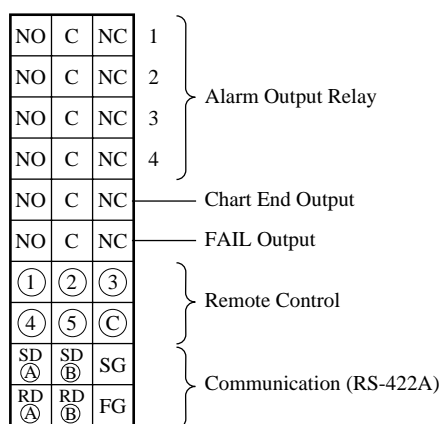 NO C NC 1
NO C NC 2
Alarm Output Relay
NO C NC 3
NO C NC 4
NO C NC Chart End Output
NO C NC FAIL Output
① ② ③
Remote Control
④ ⑤ Ⓒ
SD Ⓐ SD Ⓑ SG
Communication (RS-422A)
RD Ⓐ RD Ⓑ FG